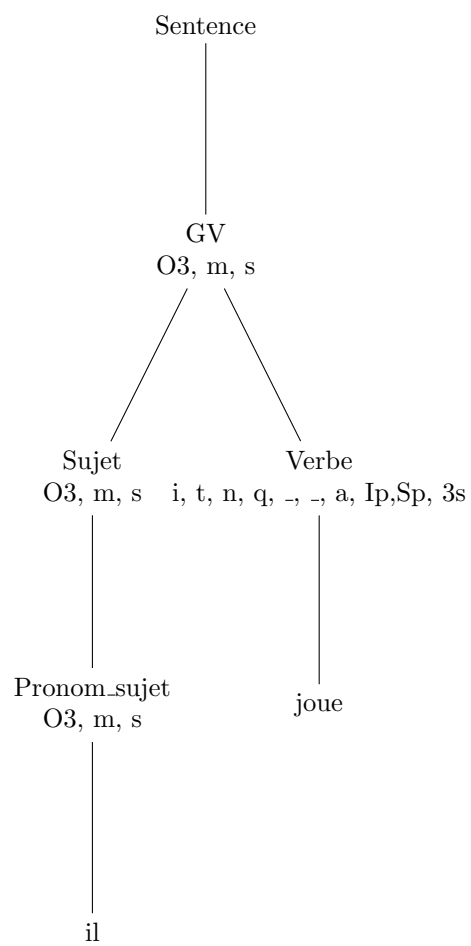 Sentence
GV
O3, m, s
Sujet
O3, m, s
Verbe
i, t, n, q, _, _, a, Ip,Sp, 3s
Pronom_sujet
O3, m, s
joue
il